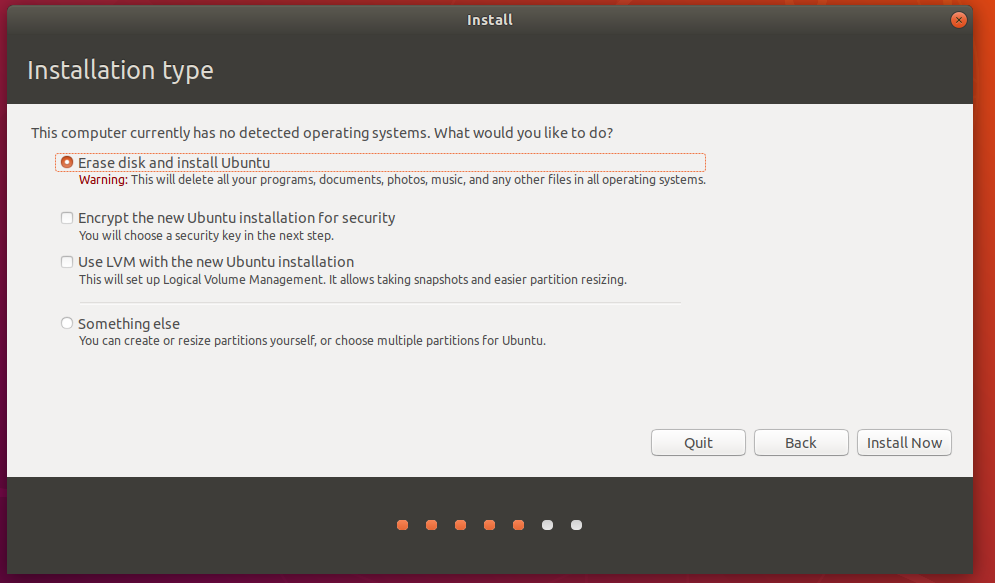 Install
Installation type
This computer currently has no detected operating systems. What would you like to do?
Erase disk and install Ubuntu
Warning: This will delete all your programs, documents, photos, music, and any other files in all operating systems.
Encrypt the new Ubuntu installation for security
You will choose a security key in the next step.
Use LVM with the new Ubuntu installation
This will set up Logical Volume Management. It allows taking snapshots and easier partition resizing.
Something else
You can create or resize partitions yourself, or choose multiple partitions for Ubuntu.
Quit Back Install Now